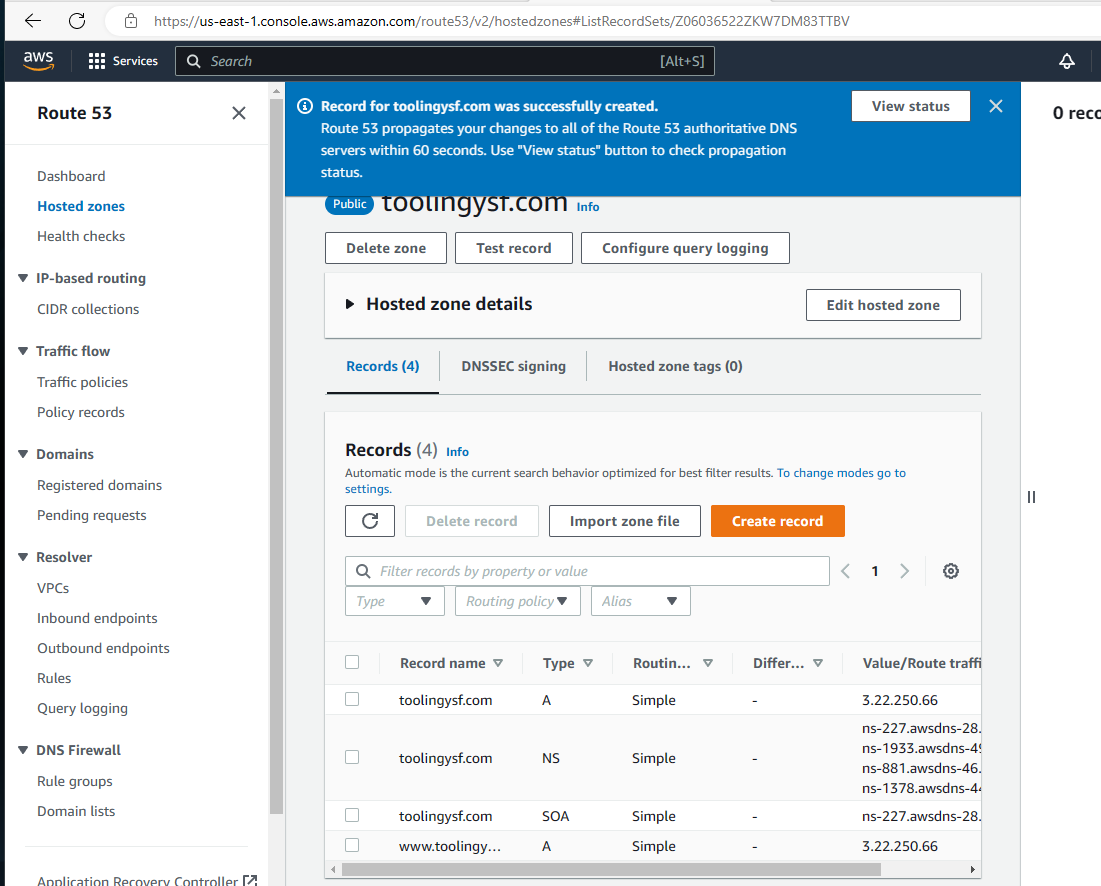 https://us-east-1.console.aws.amazon.com/route53/v2/hostedzones#ListRecordSets/Z06036522ZKW7DM83TTBV
aws
Services
Search
[Alt+S]
Route 53
Dashboard
Hosted zones
Health checks
IP-based routing
CIDR collections
Traffic flow
Traffic policies
Policy records
Domains
Registered domains
Pending requests
Resolver
VPCs
Inbound endpoints
Outbound endpoints
Rules
Query logging
DNS Firewall
Rule groups
Domain lists
Application Recovery Controller
Record for toolingysf.com was successfully created.
Route 53 propagates your changes to all of the Route 53 authoritative DNS
servers within 60 seconds. Use "View status" button to check propagation
status.
View status
Public toolingysf.com Info
Delete zone
Test record
Configure query logging
Hosted zone details
Edit hosted zone
Records (4)
DNSSEC signing
Hosted zone tags (0)
Records (4) Info
Automatic mode is the current search behavior optimized for best filter results. To change modes go to
settings.
Delete record
Import zone file
Create record
Filter records by property or value
1
Type
Routing policy
Alias
Record name Type Routin... Differ... Value/Route traffi
toolingysf.com A Simple - 3.22.250.66
toolingysf.com NS Simple -
ns-227.awsdns-28.
ns-1933.awsdns-49
ns-881.awsdns-46.
ns-1378.awsdns-44
toolingysf.com SOA Simple - ns-227.awsdns-28.
www.toolingy... A Simple - 3.22.250.66
0 reco